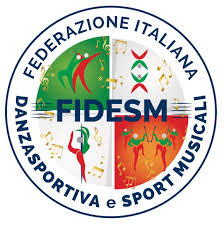 FEDERAZIONE ITALIANA
FIDESM
DANZASPORTIVA e SPORT MUSICALI